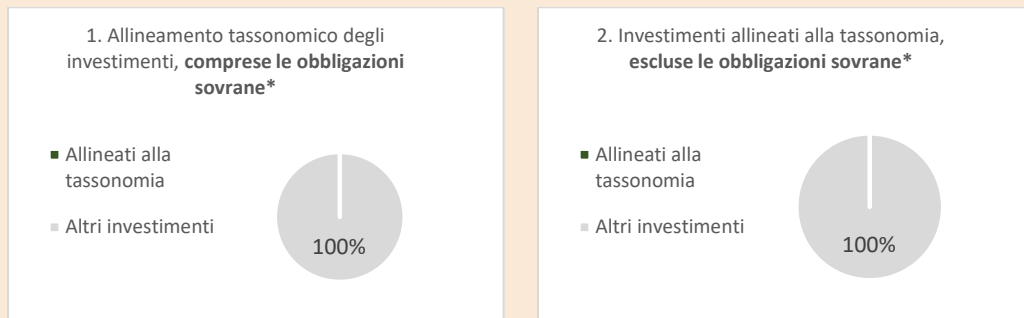 1. Allineamento tassonomico degli
investimenti, comprese le obbligazioni
sovrane*
Allineati alla
tassonomia
Altri investimenti
100%
2. Investimenti allineati alla tassonomia,
escluse le obbligazioni sovrane*
Allineati alla
tassonomia
Altri investimenti
100%